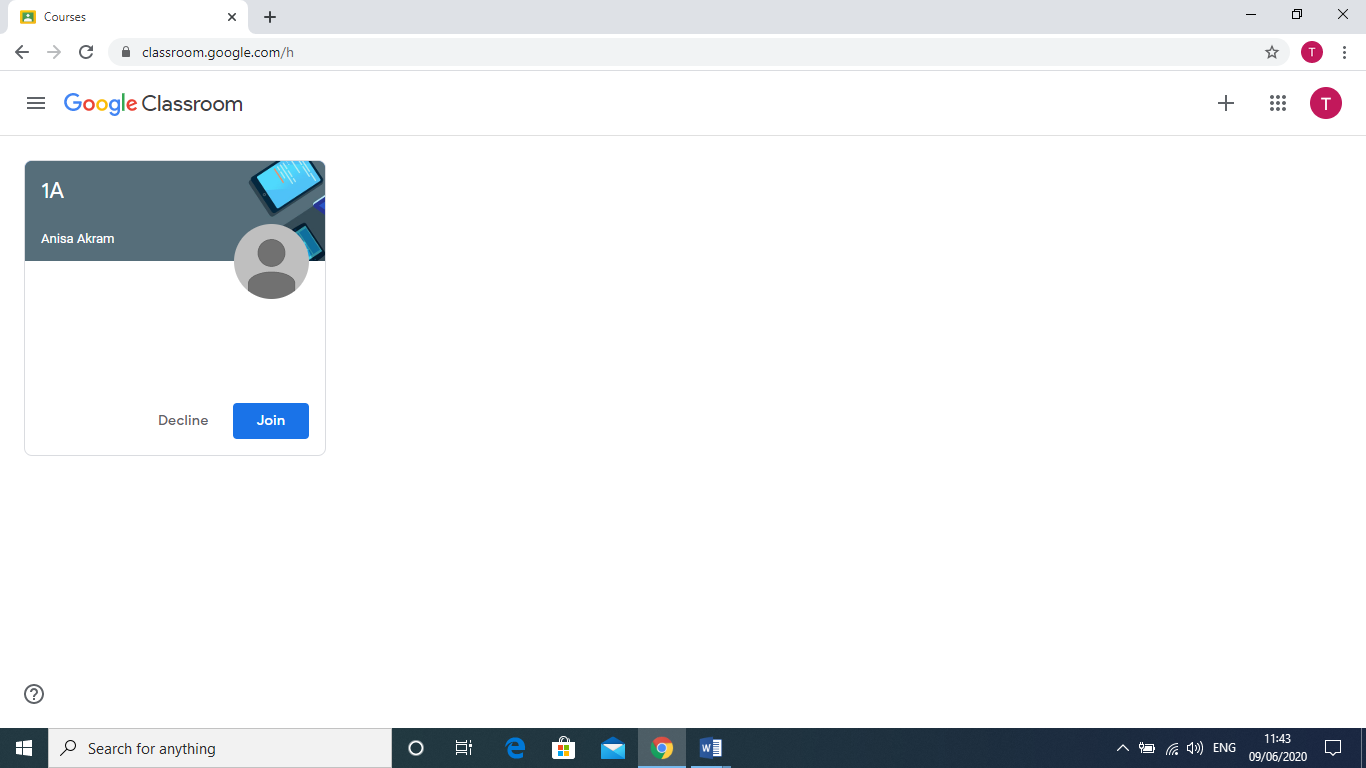 Courses
classroom.google.com/h
T
Google Classroom
T
1A
Anisa Akram
Decline
Join
Search for anything
ENG
11:43
09/06/2020